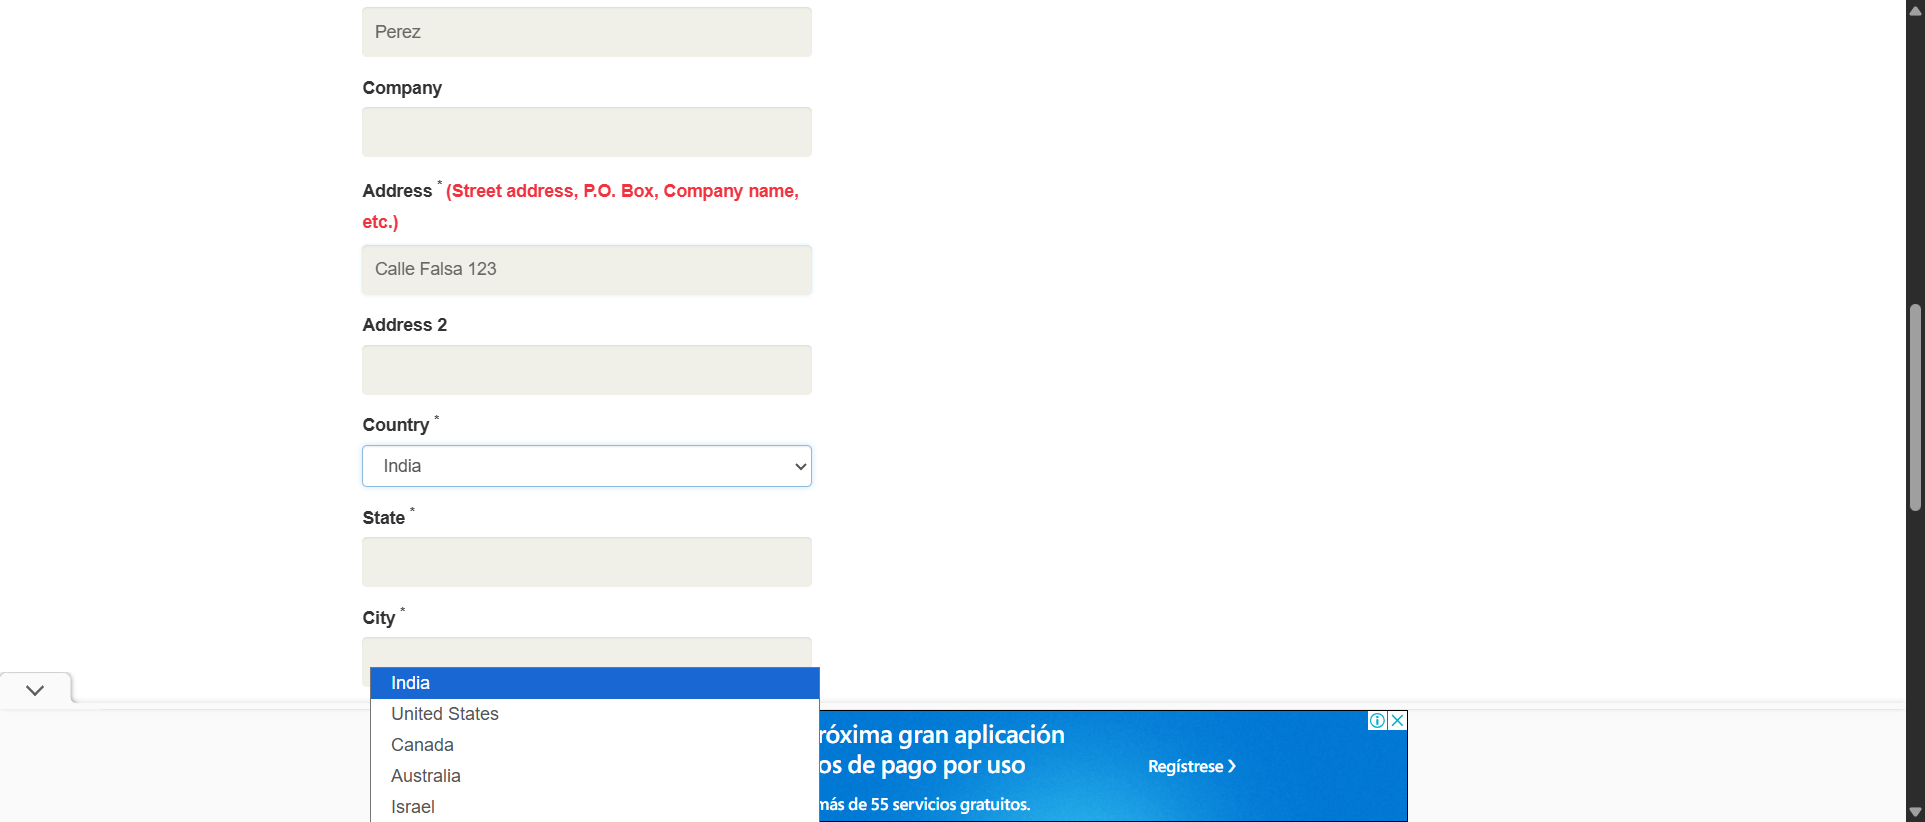 Perez
Company
Address * (Street address, P.O. Box, Company name,
etc.)
Calle Falsa 123
Address 2
Country *
India
State *
City *
India
United States
Canada
Australia
Israel
róxima gran aplicación
os de pago por uso
más de 55 servicios gratuitos.
Regístrese